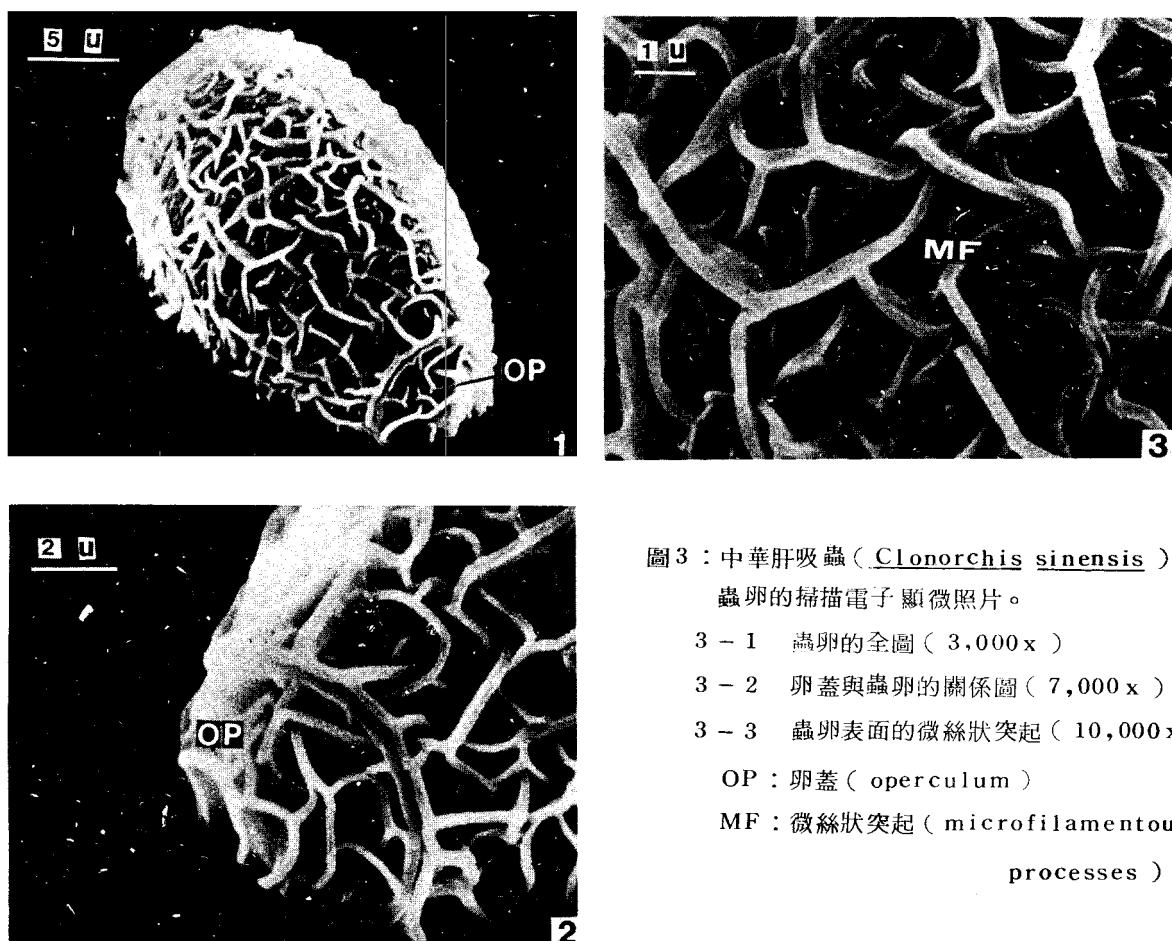 5 u
OP
1
1 u
MF
3
2 u
OP
2
圖3：中華肝吸蟲（Clonorchis sinensis）
蟲卵的掃描電子顯微照片。
3－1 蟲卵的全圖（3,000x）
3－2 卵蓋與蟲卵的關係圖（7,000x）
3－3 蟲卵表面的微絲狀突起（10,000x
OP：卵蓋（operculum）
MF：微絲狀突起（microfilamentou
processes）